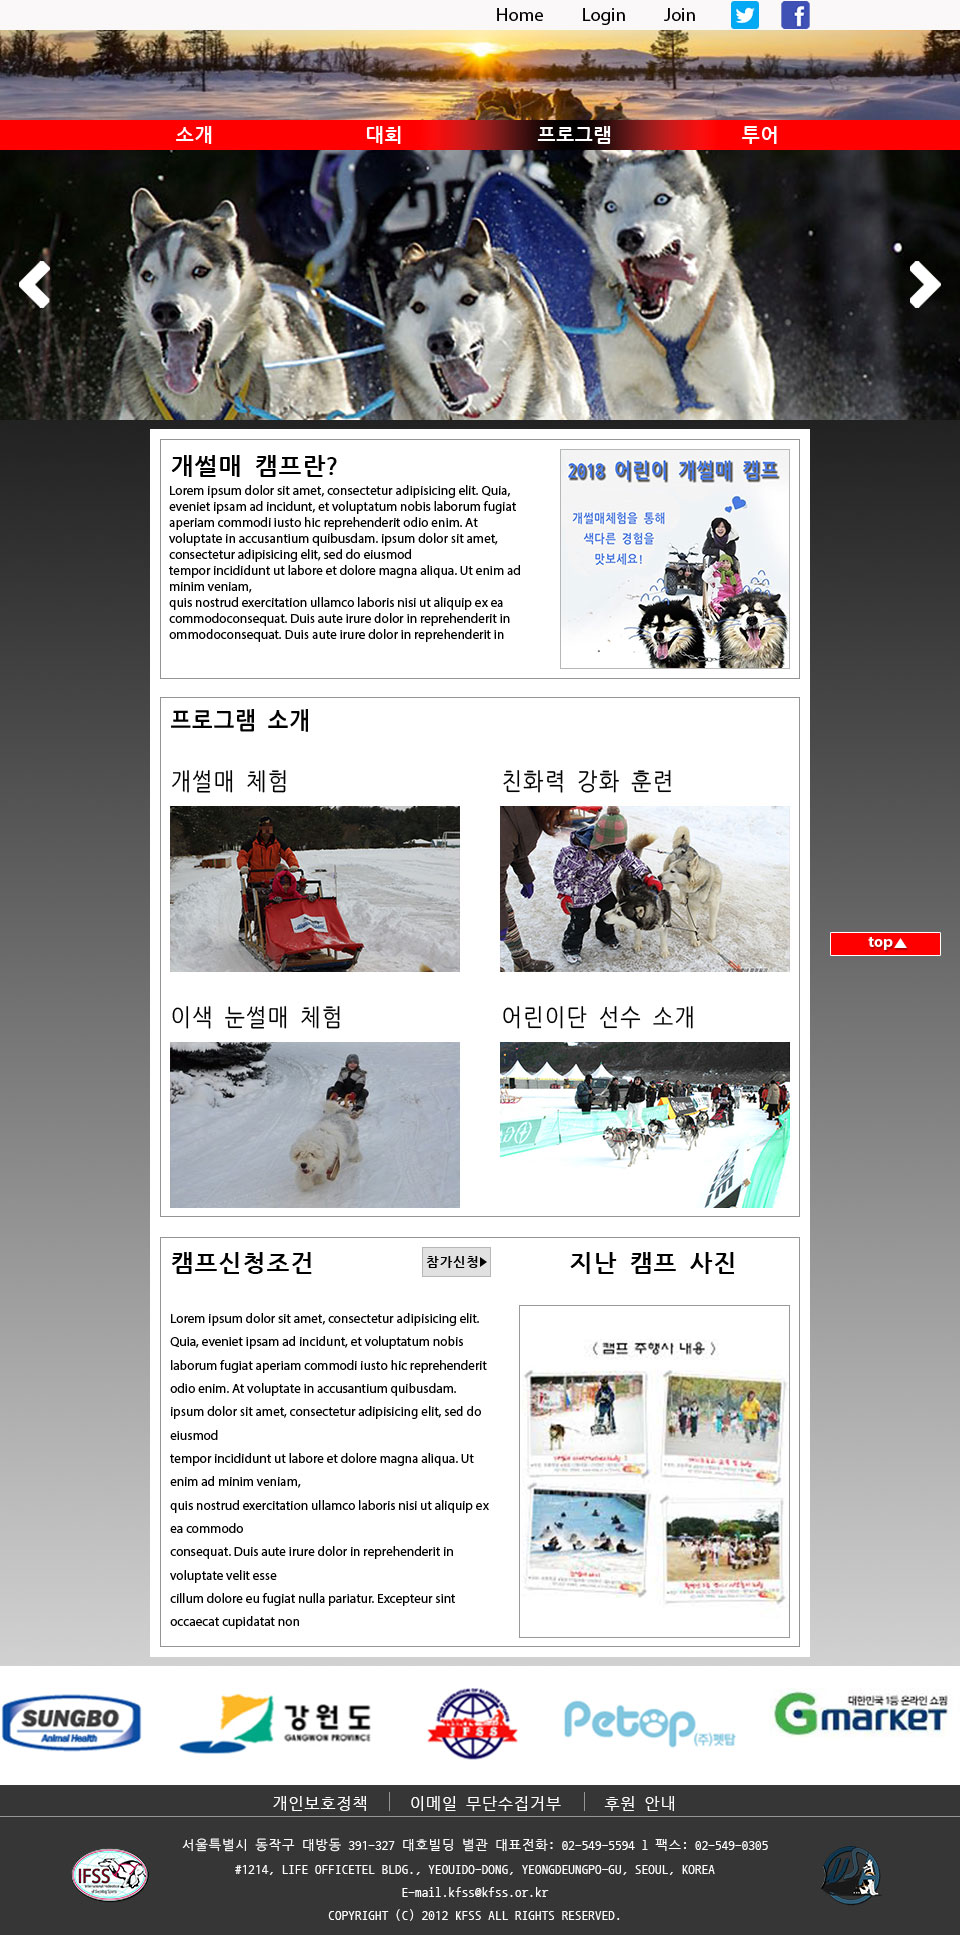 Home Login Join
소개 대회 프로그램 투어
개썰매 캠프란?
Lorem ipsum dolor sit amet, consectetur adipisicing elit. Quia,
eveniet ipsam ad incidunt, et voluptatum nobis laborum fugiat
aperiam commodi iusto hic reprehenderit odio enim. At
voluptate in accusantium quibusdam. ipsum dolor sit amet,
consectetur adipisicing elit, sed do eiusmod
tempor incididunt ut labore et dolore magna aliqua. Ut enim ad
minim veniam,
quis nostrud exercitation ullamco laboris nisi ut aliquip ex ea
commodoconsequat. Duis aute irure dolor in reprehenderit in
ommodoconsequat. Duis aute irure dolor in reprehenderit in
2018 어린이 개썰매 캠프
개썰매체험을 통해
색다른 경험을
맛보세요!
프로그램 소개
개썰매 체험
친화력 강화 훈련
이색 눈썰매 체험
어린이단 선수 소개
top▲
캠프신청조건
참가신청▶
Lorem ipsum dolor sit amet, consectetur adipisicing elit.
Quia, eveniet ipsam ad incidunt, et voluptatum nobis
laborum fugiat aperiam commodi iusto hic reprehenderit
odio enim. At voluptate in accusantium quibusdam.
ipsum dolor sit amet, consectetur adipisicing elit, sed do
eiusmod
tempor incididunt ut labore et dolore magna aliqua. Ut
enim ad minim veniam,
quis nostrud exercitation ullamco laboris nisi ut aliquip ex
ea commodo
consequat. Duis aute irure dolor in reprehenderit in
voluptate velit esse
cillum dolore eu fugiat nulla pariatur. Excepteur sint
occaecat cupidatat non
지난 캠프 사진
< 캠프 주행사 내용 >
SUNGBO
Animal Health
강원도
GANGWON PROVINCE
IFSS
Petop
(주)펫탑
대한민국 1등 온라인 쇼핑
Gmarket
개인보호정책 이메일 무단수집거부 후원 안내
IFSS
서울특별시 동작구 대방동 391-327 대호빌딩 별관 대표전화: 02-549-5594 l 팩스: 02-549-0305
#1214, LIFE OFFICETEL BLDG., YEOUIDO-DONG, YEONGDEUNGPO-GU, SEOUL, KOREA
E-mail.kfss@kfss.or.kr
COPYRIGHT (C) 2012 KFSS ALL RIGHTS RESERVED.